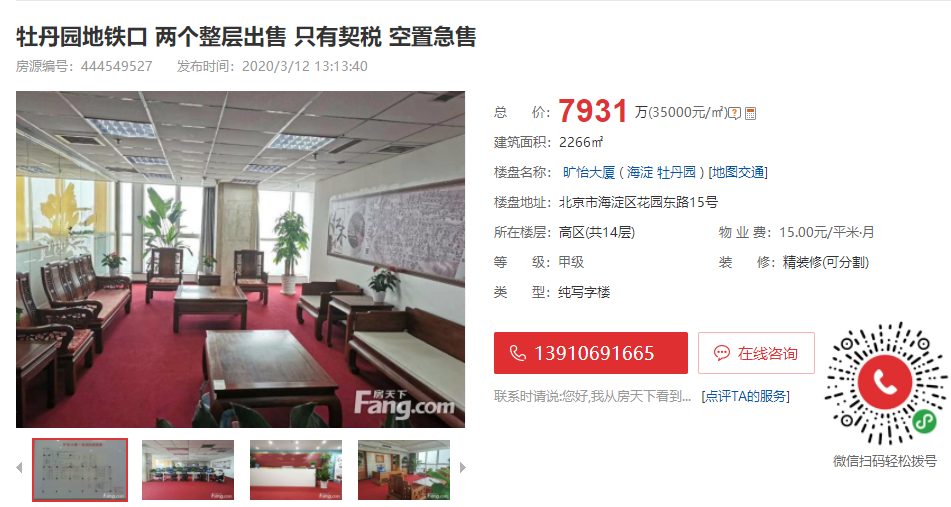 牡丹园地铁口 两个整层出售 只有契税 空置急售
房源编号：444549527 发布时间：2020/3/12 13:13:40
总 价：7931 万(35000元/㎡)
建筑面积：2266㎡
楼盘名称：旷怡大厦 ( 海淀 牡丹园 ) [地图交通]
楼盘地址：北京市海淀区花园东路15号
所在楼层：高区(共14层) 物 业 费：15.00元/平米·月
等 级：甲级 装 修：精装修(可分割)
类 型：纯写字楼
13910691665 在线咨询
联系时请说:您好,我从房天下看到... [点评TA的服务]
微信扫码轻松拨号
房天下
Fang.com
Fang.com
Fang.com
Fang.com
Fang.com